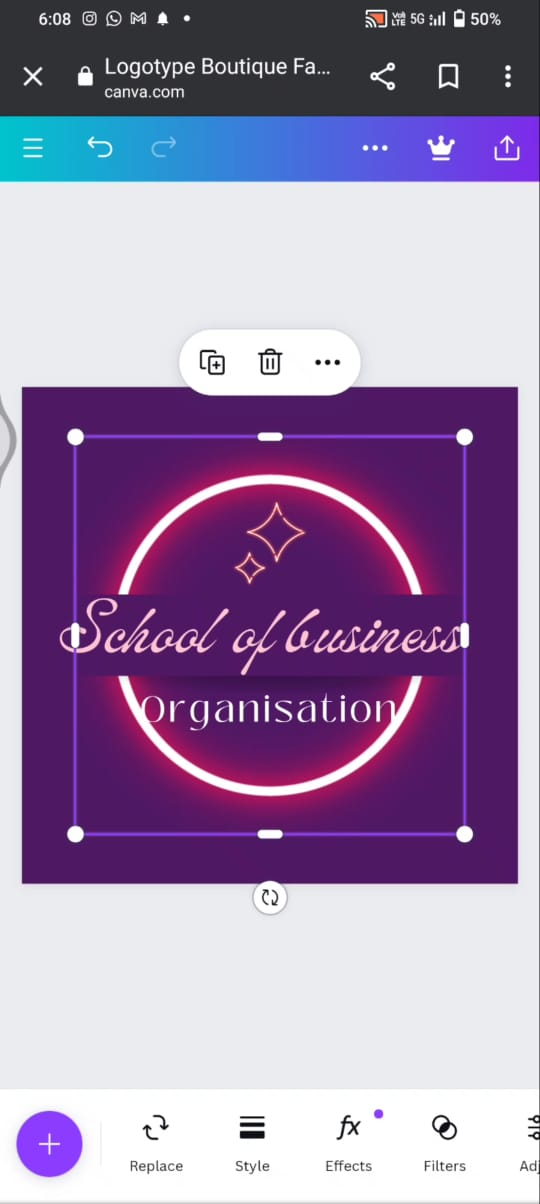 6:08
Vo)
LTE
5G
50%
Logotype Boutique Fa...
canva.com
School of business
Organisation
Replace
Style
Effects
Filters
Adj